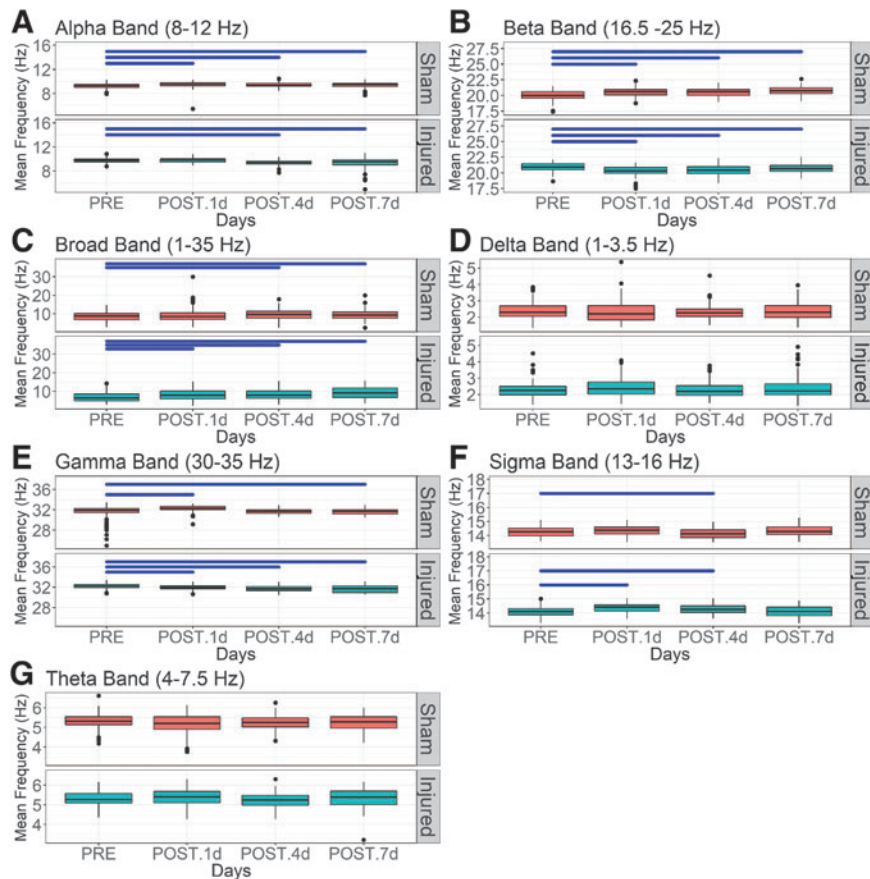 A Alpha Band (8-12 Hz)
Mean Frequency (Hz)
16
12
8
Sham
16
12
8
Injured
PRE POST.1d POST.4d POST.7d
Days
B Beta Band (16.5 -25 Hz)
Mean Frequency (Hz)
27.5
25.0
22.5
20.0
17.5
Sham
27.5
25.0
22.5
20.0
17.5
Injured
PRE POST.1d POST.4d POST.7d
Days
C Broad Band (1-35 Hz)
Mean Frequency (Hz)
30
20
10
Sham
30
20
10
Injured
PRE POST.1d POST.4d POST.7d
Days
D Delta Band (1-3.5 Hz)
Mean Frequency (Hz)
5
4
3
2
Sham
5
4
3
2
Injured
PRE POST.1d POST.4d POST.7d
Days
E Gamma Band (30-35 Hz)
Mean Frequency (Hz)
36
32
28
Sham
36
32
28
Injured
PRE POST.1d POST.4d POST.7d
Days
F Sigma Band (13-16 Hz)
Mean Frequency (Hz)
18
17
16
15
14
Sham
18
17
16
15
14
Injured
PRE POST.1d POST.4d POST.7d
Days
G Theta Band (4-7.5 Hz)
Mean Frequency (Hz)
6
5
4
Sham
6
5
4
Injured
PRE POST.1d POST.4d POST.7d
Days